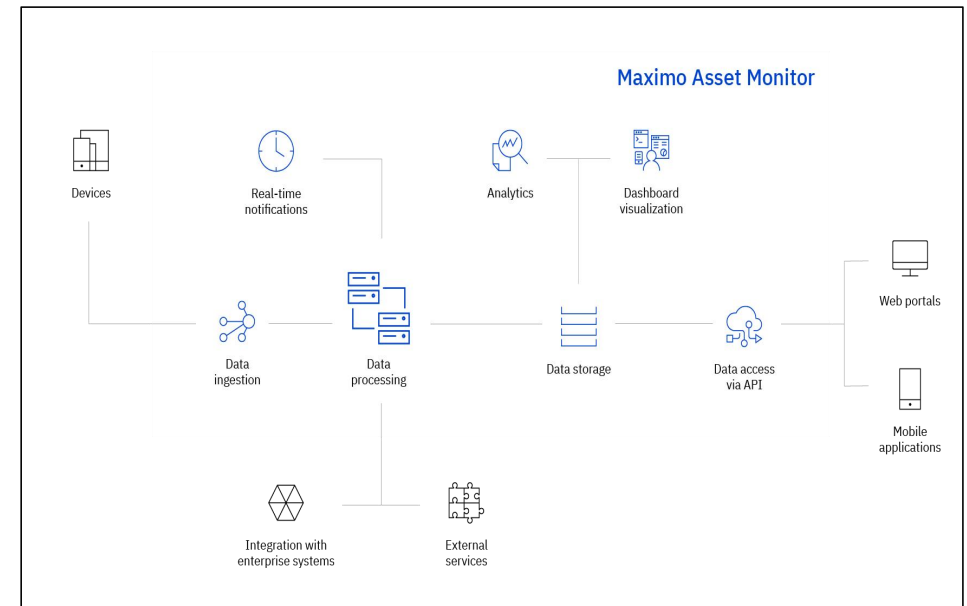 Maximo Asset Monitor
Devices
Real-time
notifications
Analytics
Dashboard
visualization
Web portals
Data
ingestion
Data
processing
Data storage
Data access
via API
Mobile
applications
Integration with
enterprise systems
External
services